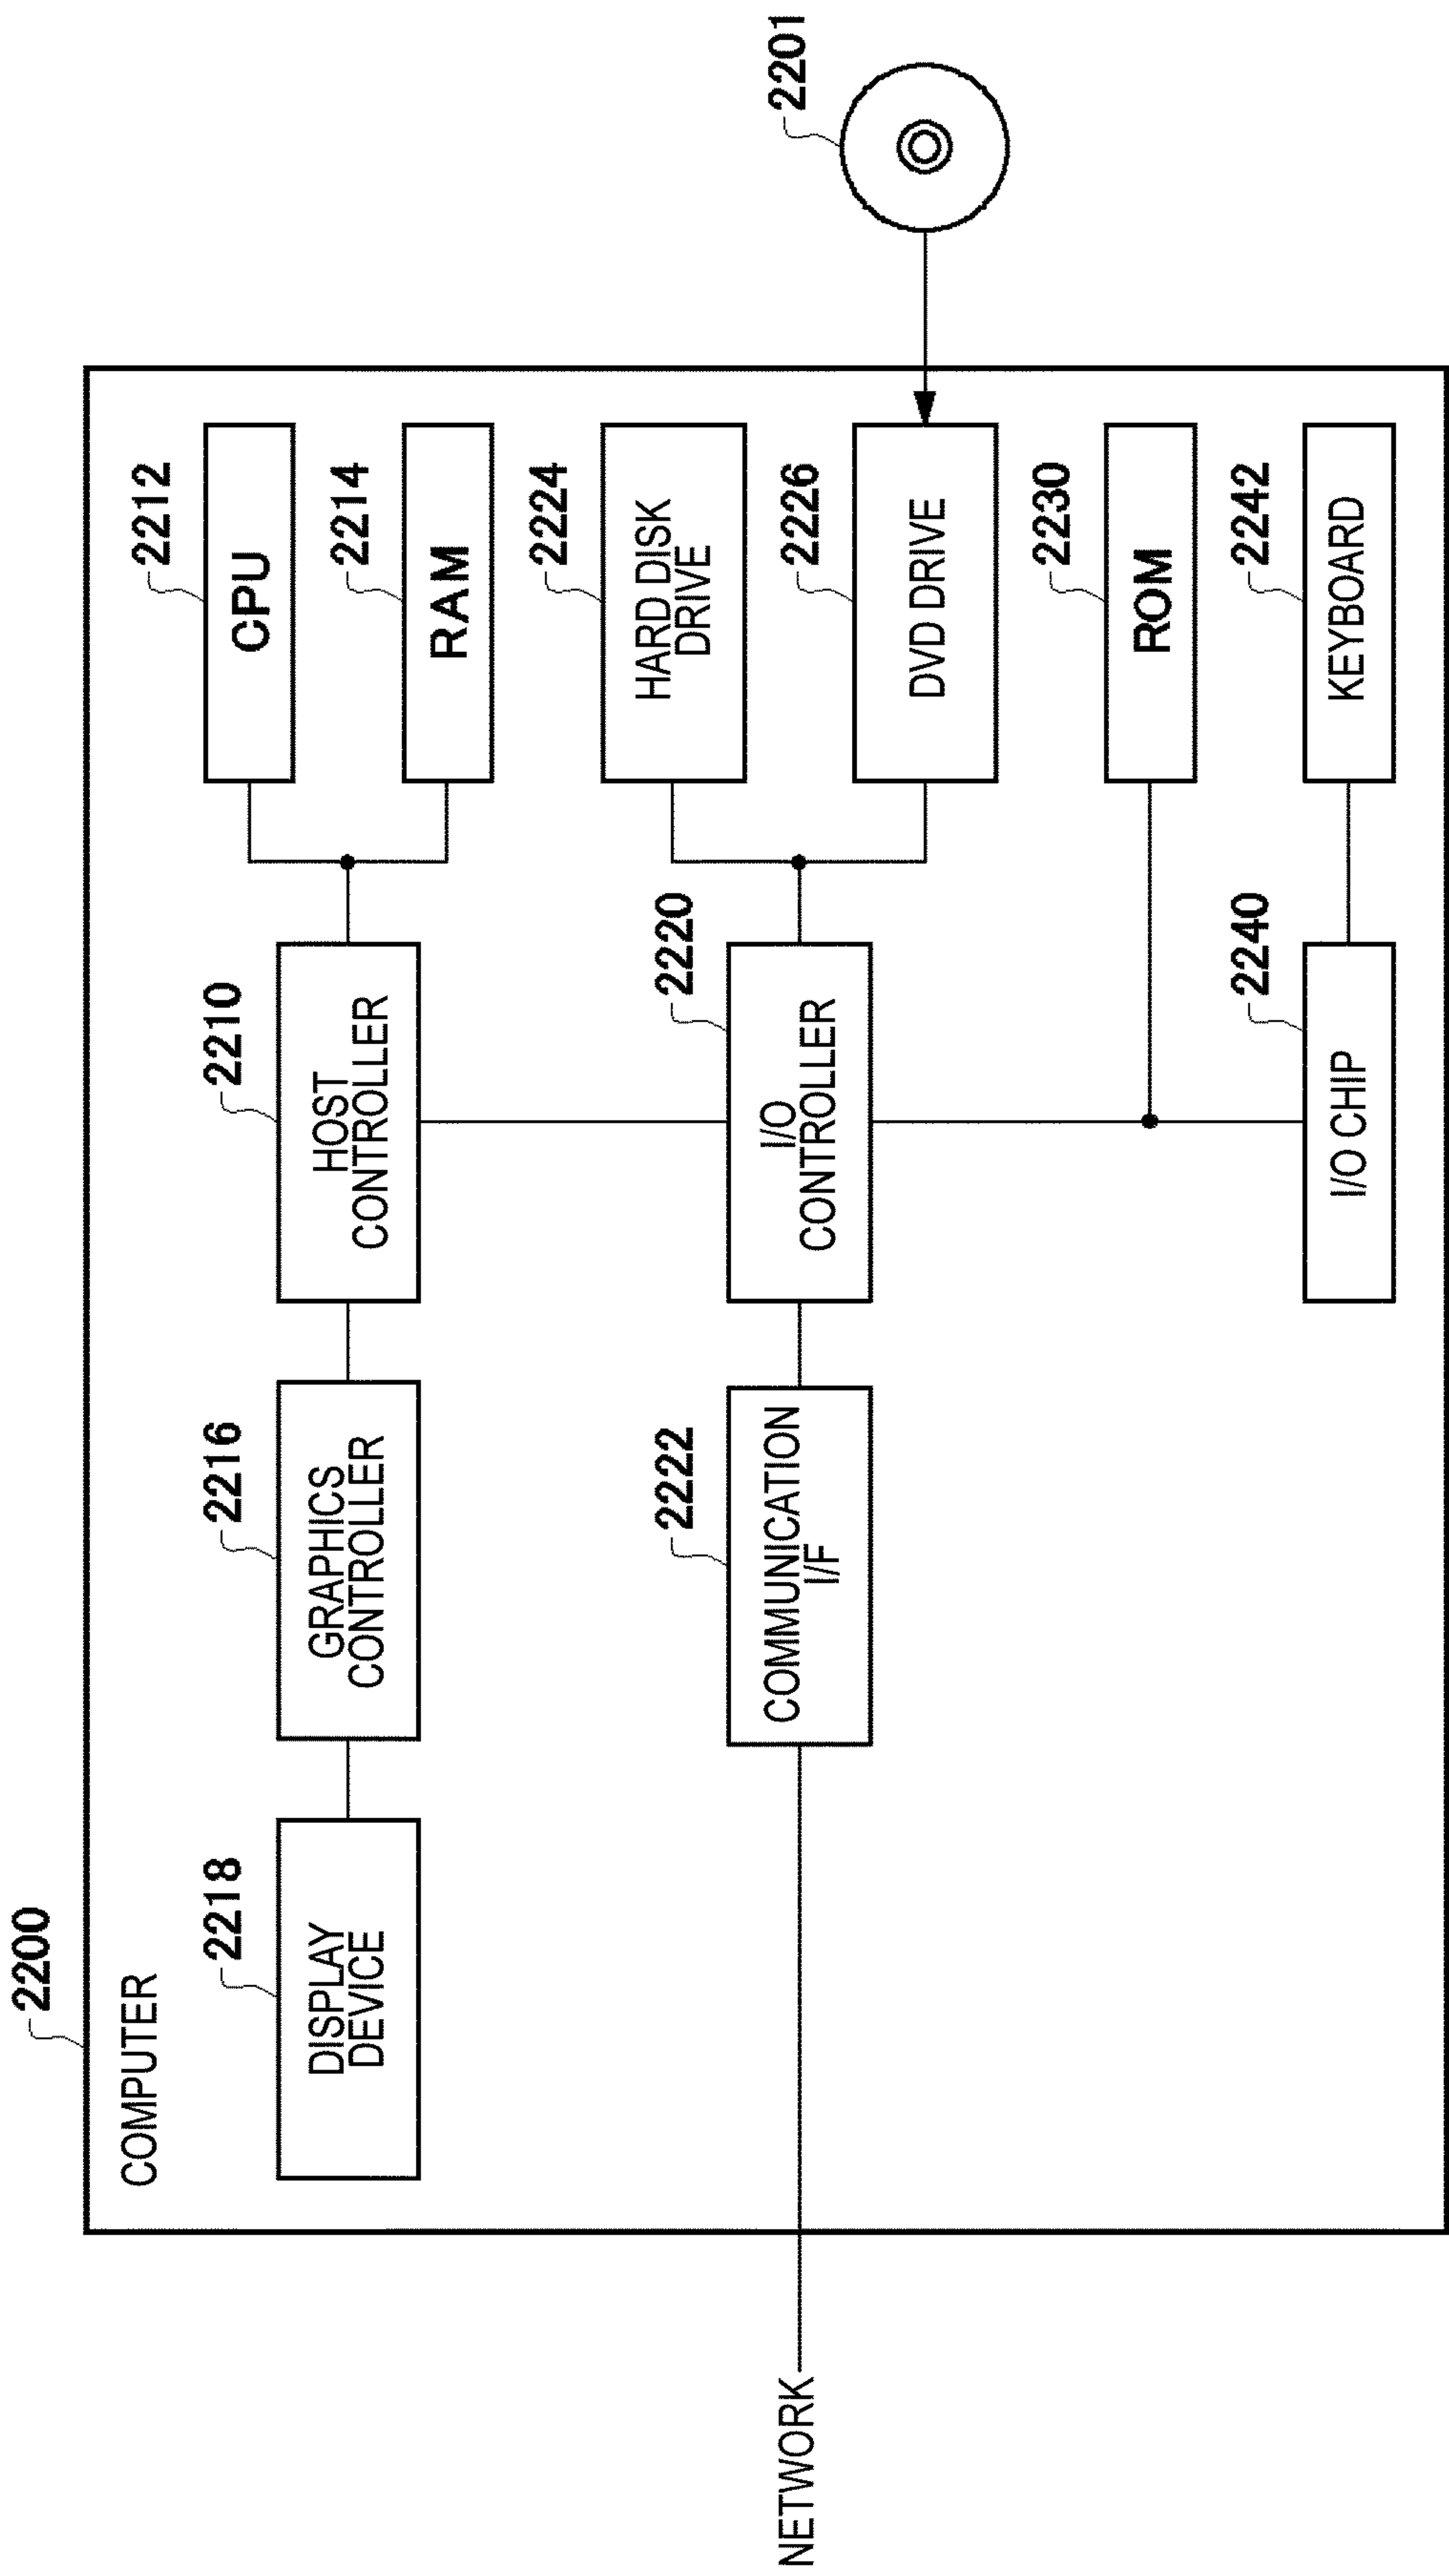 2200
COMPUTER
2218
DISPLAY
DEVICE
2216
GRAPHICS
CONTROLLER
2210
HOST
CONTROLLER
2212
CPU
2214
RAM
NETWORK
2222
COMMUNICATION
I/F
2220
I/O
CONTROLLER
2224
HARD DISK
DRIVE
2226
DVD DRIVE
2201
2230
ROM
2240
I/O CHIP
2242
KEYBOARD